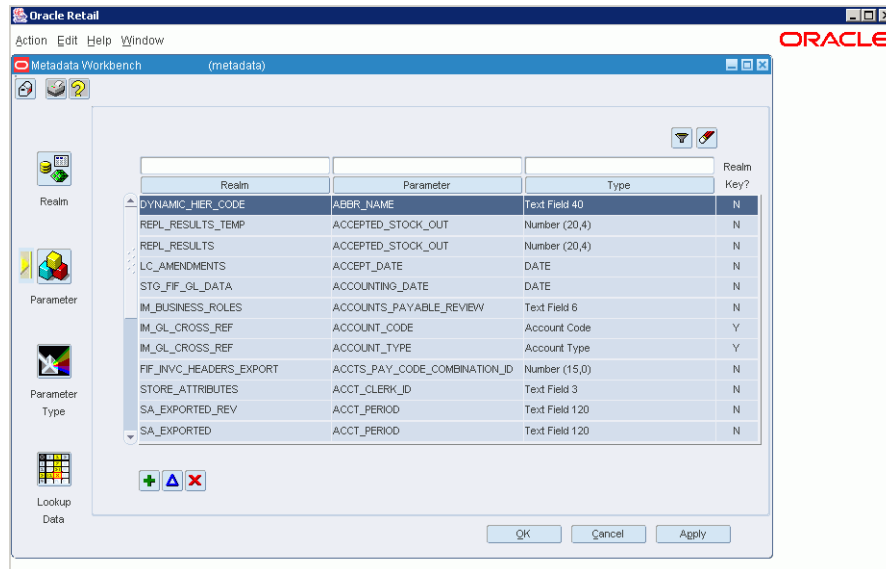 Oracle Retail
Action Edit Help Window
ORACLE
Metadata Workbench (metadata)
Realm
Key?
Realm Parameter Type
DYNAMIC_HIER_CODE ABBR_NAME Text Field 40 N
REPL_RESULTS_TEMP ACCEPTED_STOCK_OUT Number (20,4) N
REPL_RESULTS ACCEPTED_STOCK_OUT Number (20,4) N
LC_AMENDMENTS ACCEPT_DATE DATE N
STG_FIF_GL_DATA ACCOUNTING_DATE DATE N
IM_BUSINESS_ROLES ACCOUNTS_PAYABLE_REVIEW Text Field 6 N
IM_GL_CROSS_REF ACCOUNT_CODE Account Code Y
IM_GL_CROSS_REF ACCOUNT_TYPE Account Type Y
FIF_INVC_HEADERS_EXPORT ACCTS_PAY_CODE_COMBINATION_ID Number (15,0) N
STORE_ATTRIBUTES ACCT_CLERK_ID Text Field 3 N
SA_EXPORTED_REV ACCT_PERIOD Text Field 120 N
SA_EXPORTED ACCT_PERIOD Text Field 120 N
Realm
Parameter
Parameter
Type
Lookup
Data
OK Cancel Apply